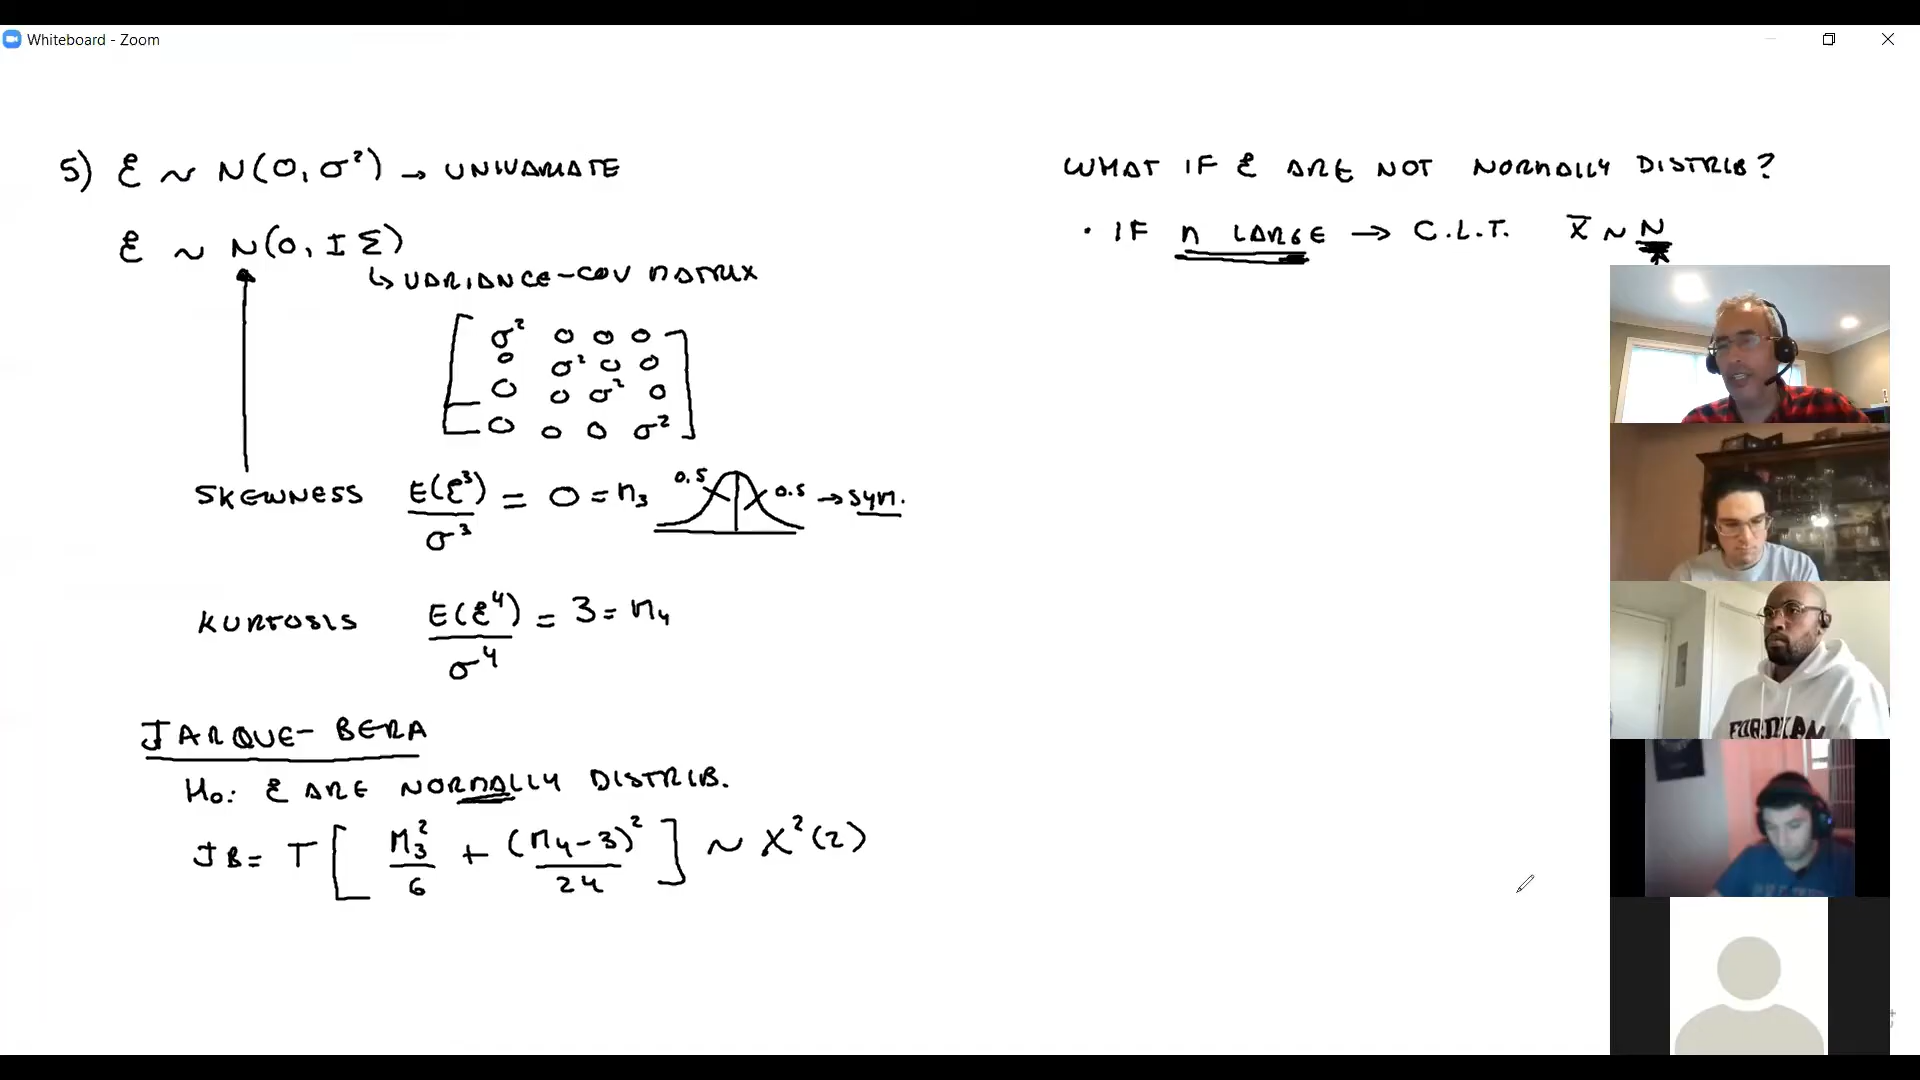 Whiteboard - Zoom
5) ε ~ N(0, σ²) → UNIVARIATE
ε ~ N(0, I Σ)
↳ VARIANCE-COV MATRIX
σ² 0 0 0
0 σ² 0 0
0 0 σ² 0
0 0 0 σ²
SKEWNESS E(ε³)/σ³ = 0 = M₃ 0.5 0.5 → SYM.
KURTOSIS E(ε⁴)/σ⁴ = 3 = M₄
JARQUE-BERA
H₀: ε ARE NORMALLY DISTRIB.
JB = T [ M₃²/6 + (M₄-3)²/24 ] ~ X²(2)
WHAT IF ε ARE NOT NORMALLY DISTRIB?
• IF n LARGE → C.L.T. X̄ ~ N